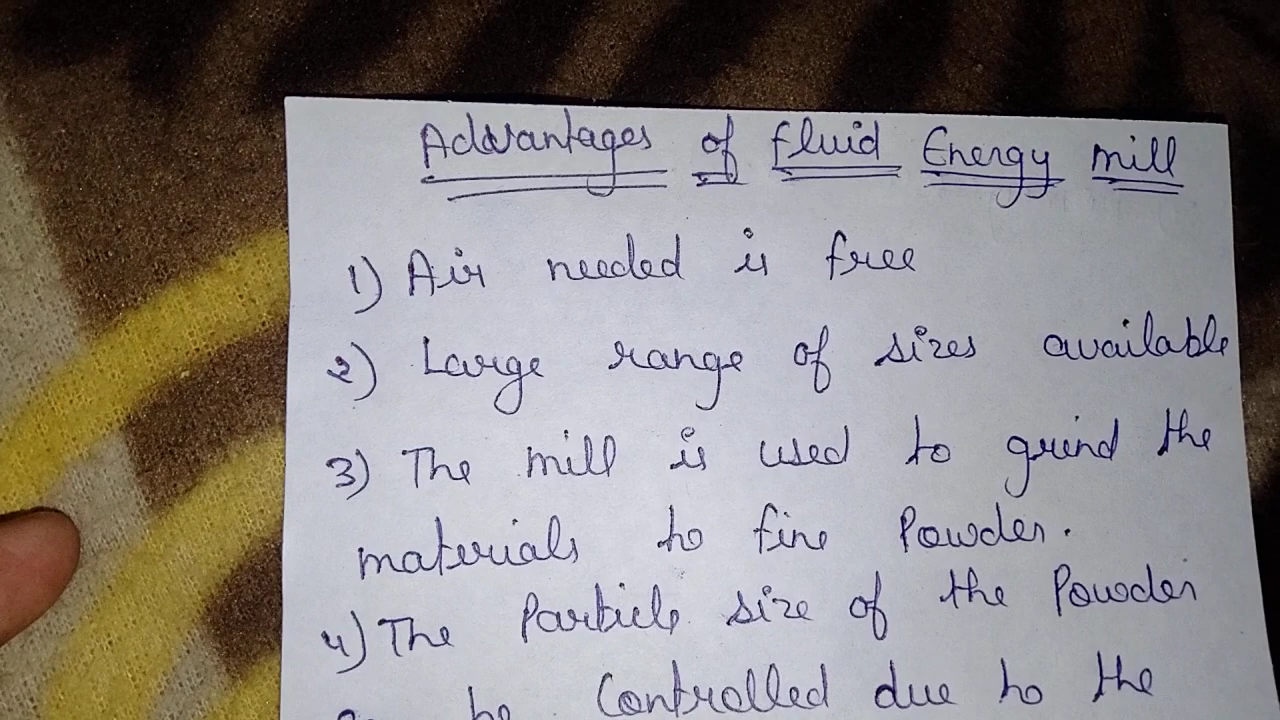 Advantages of fluid Energy mill
1) Air needed is free
2) Large range of sizes available
3) The mill is used to grind the
materials to fine Powder.
4) The Particle size of the Powder
be Controlled due to the